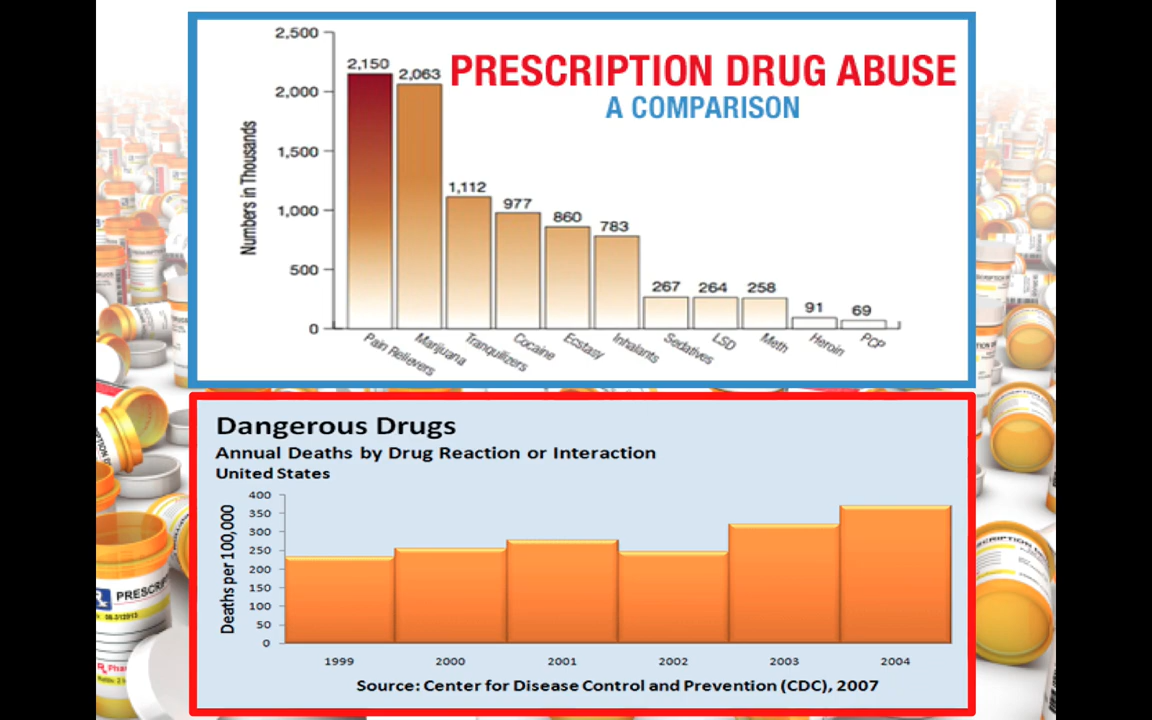 2,500
2,000
1,500
1,000
500
0
Numbers in Thousands
PRESCRIPTION DRUG ABUSE
A COMPARISON
2,150
2,063
1,112
977
860
783
267
264
258
91
69
Pain Relievers
Marijuana
Tranquilizers
Cocaine
Ecstasy
Inhalants
Sedatives
LSD
Meth
Heroin
PCP
Dangerous Drugs
Annual Deaths by Drug Reaction or Interaction
United States
Deaths per 100,000
400
350
300
250
200
150
100
50
0
1999 2000 2001 2002 2003 2004
Source: Center for Disease Control and Prevention (CDC), 2007